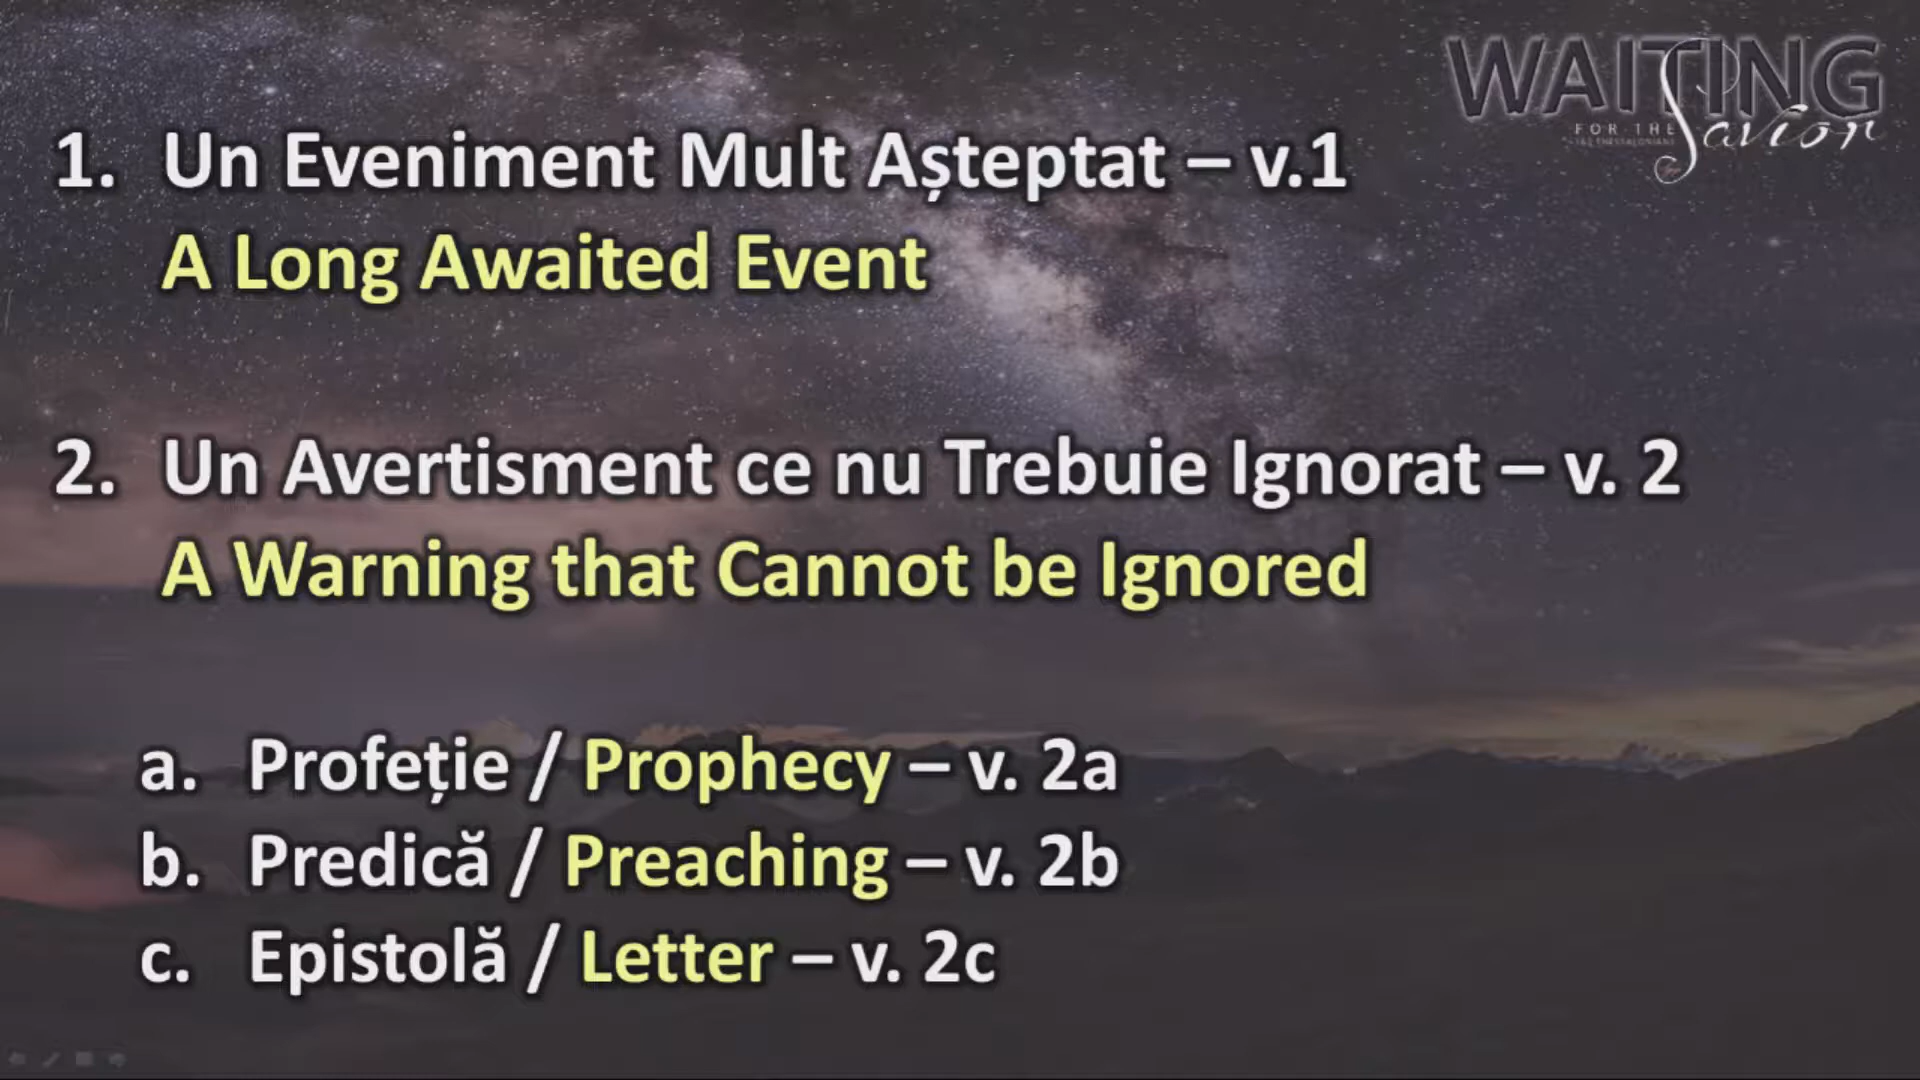 WAITING
FOR THE Savior
1. Un Eveniment Mult Așteptat – v.1
A Long Awaited Event
2. Un Avertisment ce nu Trebuie Ignorat – v. 2
A Warning that Cannot be Ignored
a. Profeție / Prophecy – v. 2a
b. Predică / Preaching – v. 2b
c. Epistolă / Letter – v. 2c